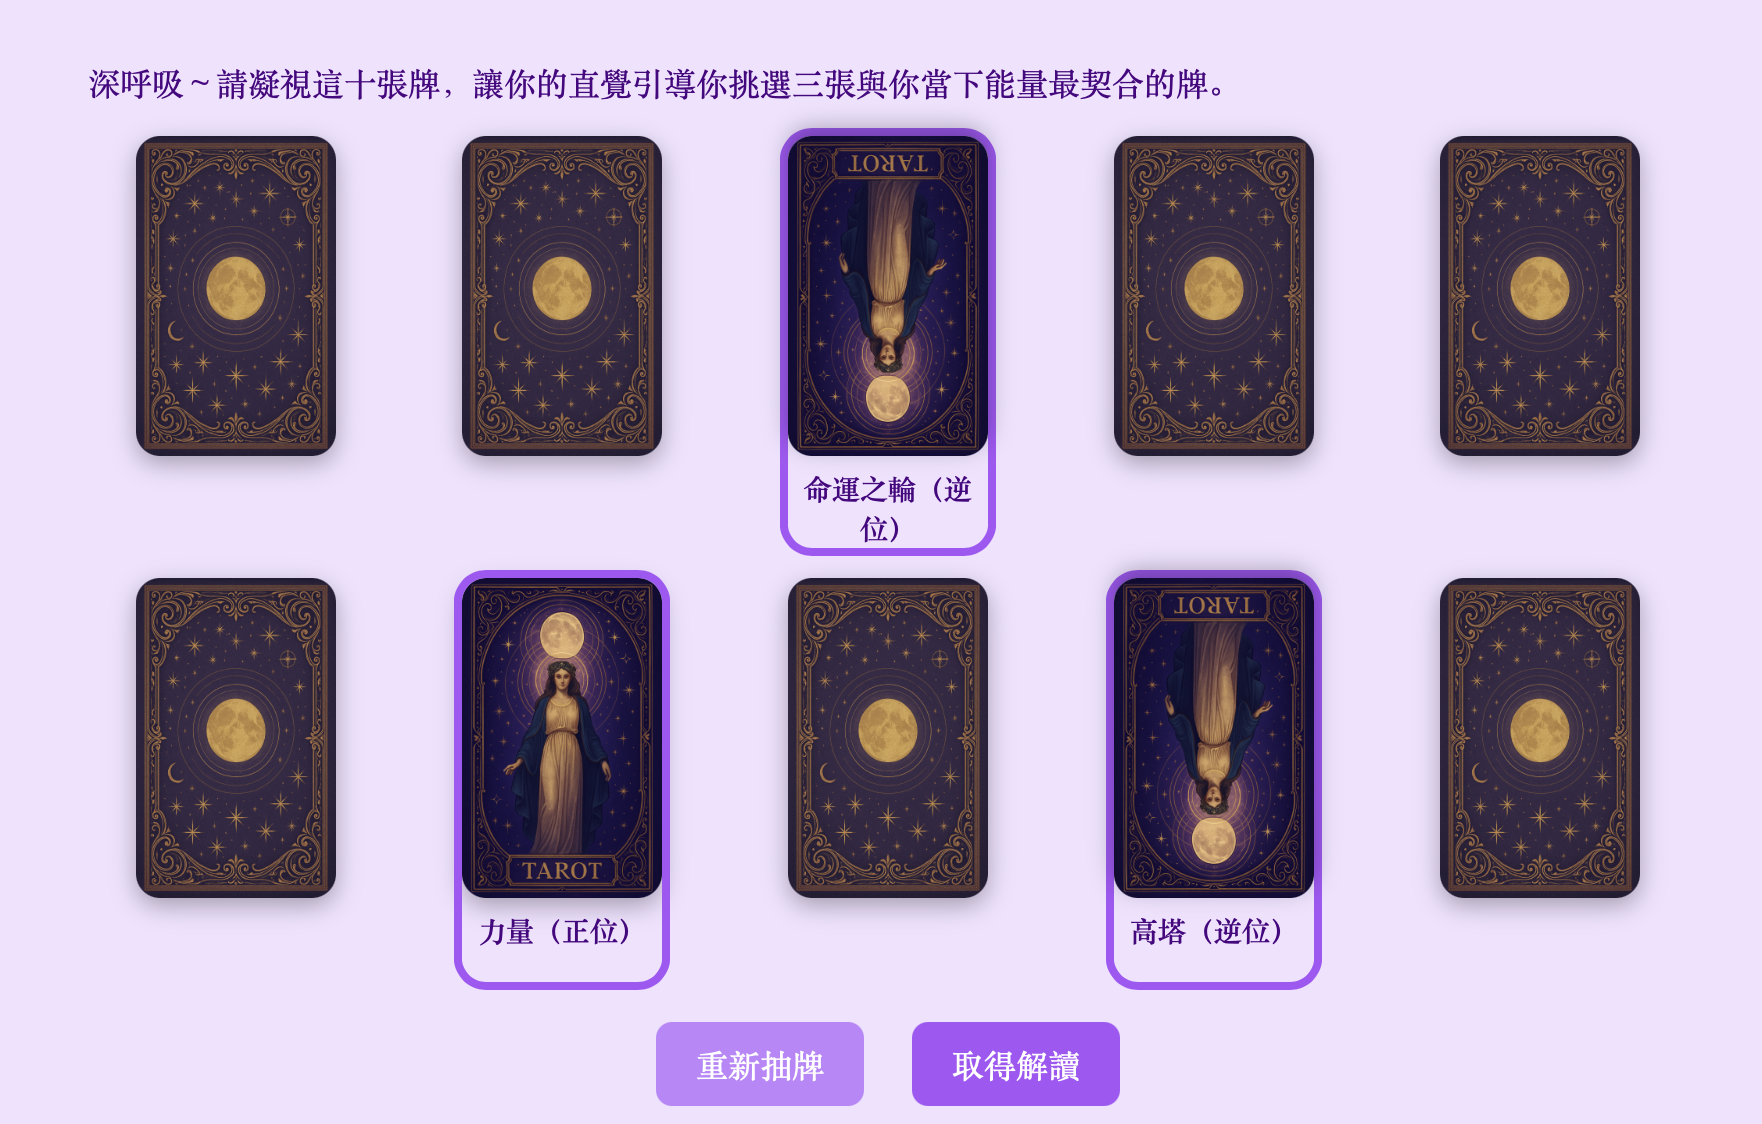 深呼吸 ~ 請凝視這十張牌，讓你的直覺引導你挑選三張與你當下能量最契合的牌。
TAROT
命運之輪（逆
位）
TAROT
TAROT
力量（正位）
高塔（逆位）
重新抽牌
取得解讀